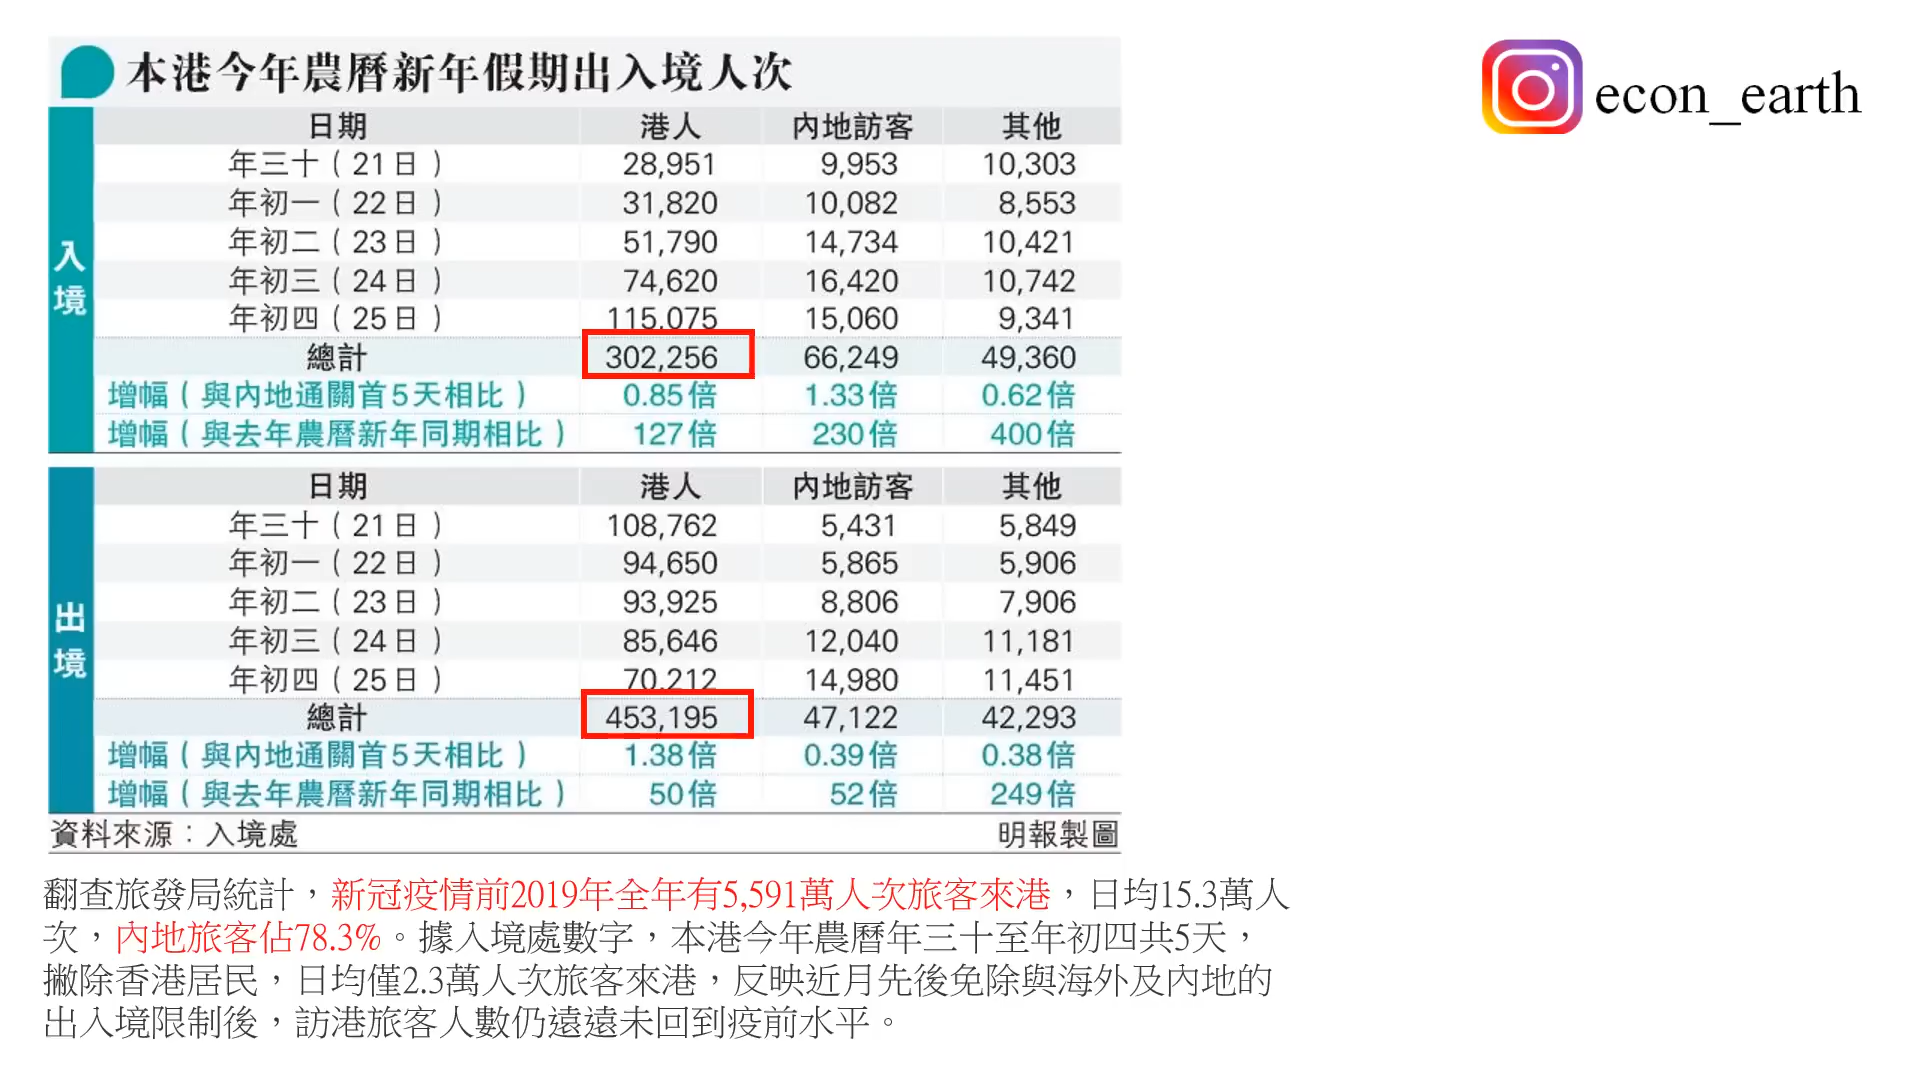 本港今年農曆新年假期出入境人次
econ_earth
入境
日期 港人 內地訪客 其他
年三十(21日) 28,951 9,953 10,303
年初一(22日) 31,820 10,082 8,553
年初二(23日) 51,790 14,734 10,421
年初三(24日) 74,620 16,420 10,742
年初四(25日) 115,075 15,060 9,341
總計 302,256 66,249 49,360
增幅(與內地通關首5天相比) 0.85倍 1.33倍 0.62倍
增幅(與去年農曆新年同期相比) 127倍 230倍 400倍
出境
日期 港人 內地訪客 其他
年三十(21日) 108,762 5,431 5,849
年初一(22日) 94,650 5,865 5,906
年初二(23日) 93,925 8,806 7,906
年初三(24日) 85,646 12,040 11,181
年初四(25日) 70,212 14,980 11,451
總計 453,195 47,122 42,293
增幅(與內地通關首5天相比) 1.38倍 0.39倍 0.38倍
增幅(與去年農曆新年同期相比) 50倍 52倍 249倍
資料來源:入境處 明報製圖
翻查旅發局統計,新冠疫情前2019年全年有5,591萬人次旅客來港,日均15.3萬人
次,內地旅客佔78.3%。據入境處數字,本港今年農曆年三十至年初四共5天,
撇除香港居民,日均僅2.3萬人次旅客來港,反映近月先後免除與海外及內地的
出入境限制後,訪港旅客人數仍遠遠未回到疫前水平。